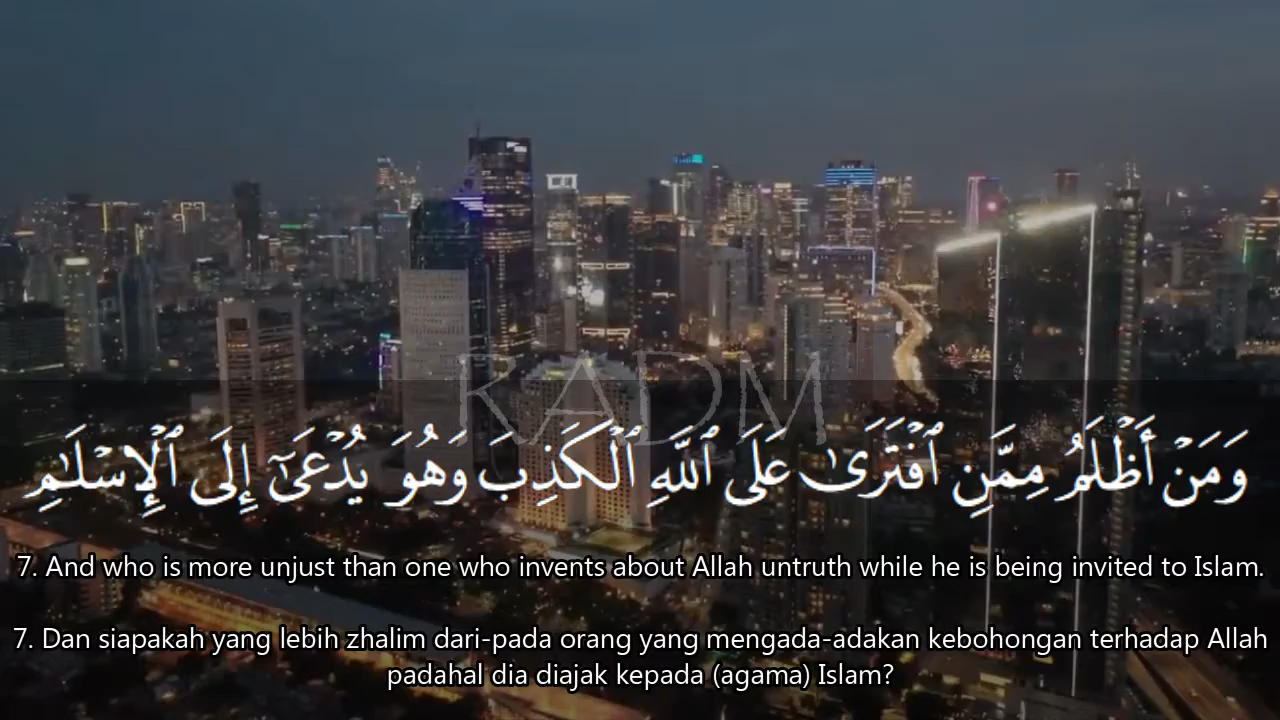 RADM
وَمَنۡ أَظۡلَمُ مِمَّنِ ٱفۡتَرَىٰ عَلَى ٱللَّهِ ٱلۡكَذِبَ وَهُوَ يُدۡعَىٰٓ إِلَى ٱلۡإِسۡلَٰمِ
7. And who is more unjust than one who invents about Allah untruth while he is being invited to Islam.
7. Dan siapakah yang lebih zhalim dari-pada orang yang mengada-adakan kebohongan terhadap Allah
padahal dia diajak kepada (agama) Islam?